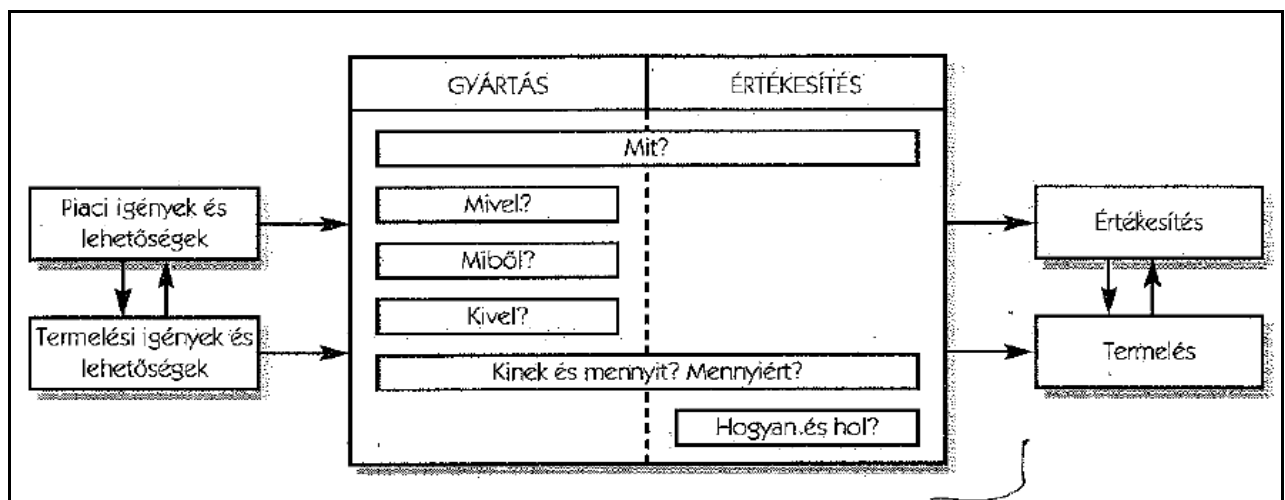 GYÁRTÁS
ÉRTÉKESÍTÉS
Mit?
Mivel?
Miből?
Kivel?
Kinek és mennyit? Mennyiért?
Hogyan és hol?
Piaci igények és
lehetőségek
Termelési igények és
lehetőségek
Értékesítés
Termelés